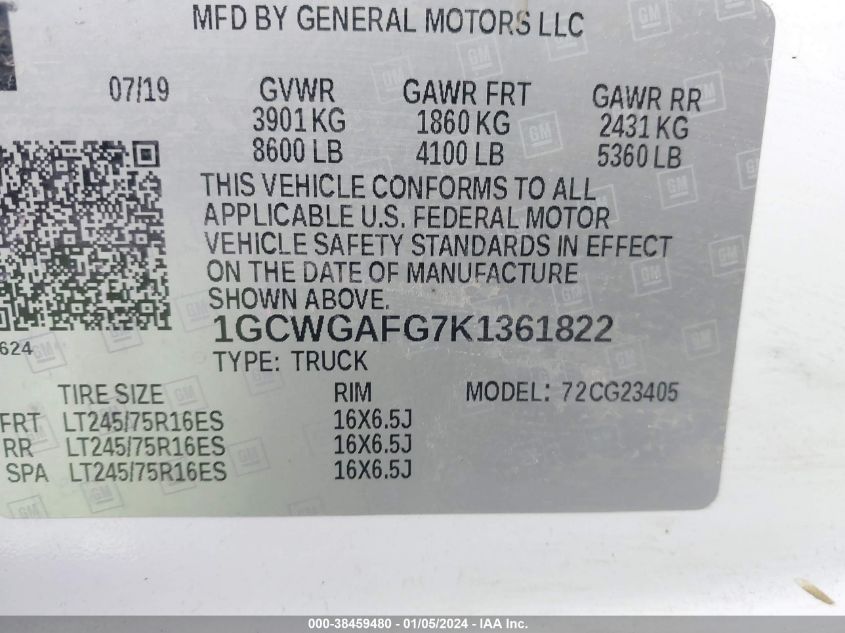 MFD BY GENERAL MOTORS LLC
07/19 GVWR GAWR FRT GAWR RR
3901 KG 1860 KG 2431 KG
8600 LB 4100 LB 5360 LB
THIS VEHICLE CONFORMS TO ALL
APPLICABLE U.S. FEDERAL MOTOR
VEHICLE SAFETY STANDARDS IN EFFECT
ON THE DATE OF MANUFACTURE
SHOWN ABOVE.
1GCWGAFG7K1361822
624
TYPE: TRUCK
TIRE SIZE RIM MODEL: 72CG23405
FRT LT245/75R16ES 16X6.5J
RR LT245/75R16ES 16X6.5J
SPA LT245/75R16ES 16X6.5J
000-38459480 - 01/05/2024 - IAA Inc.